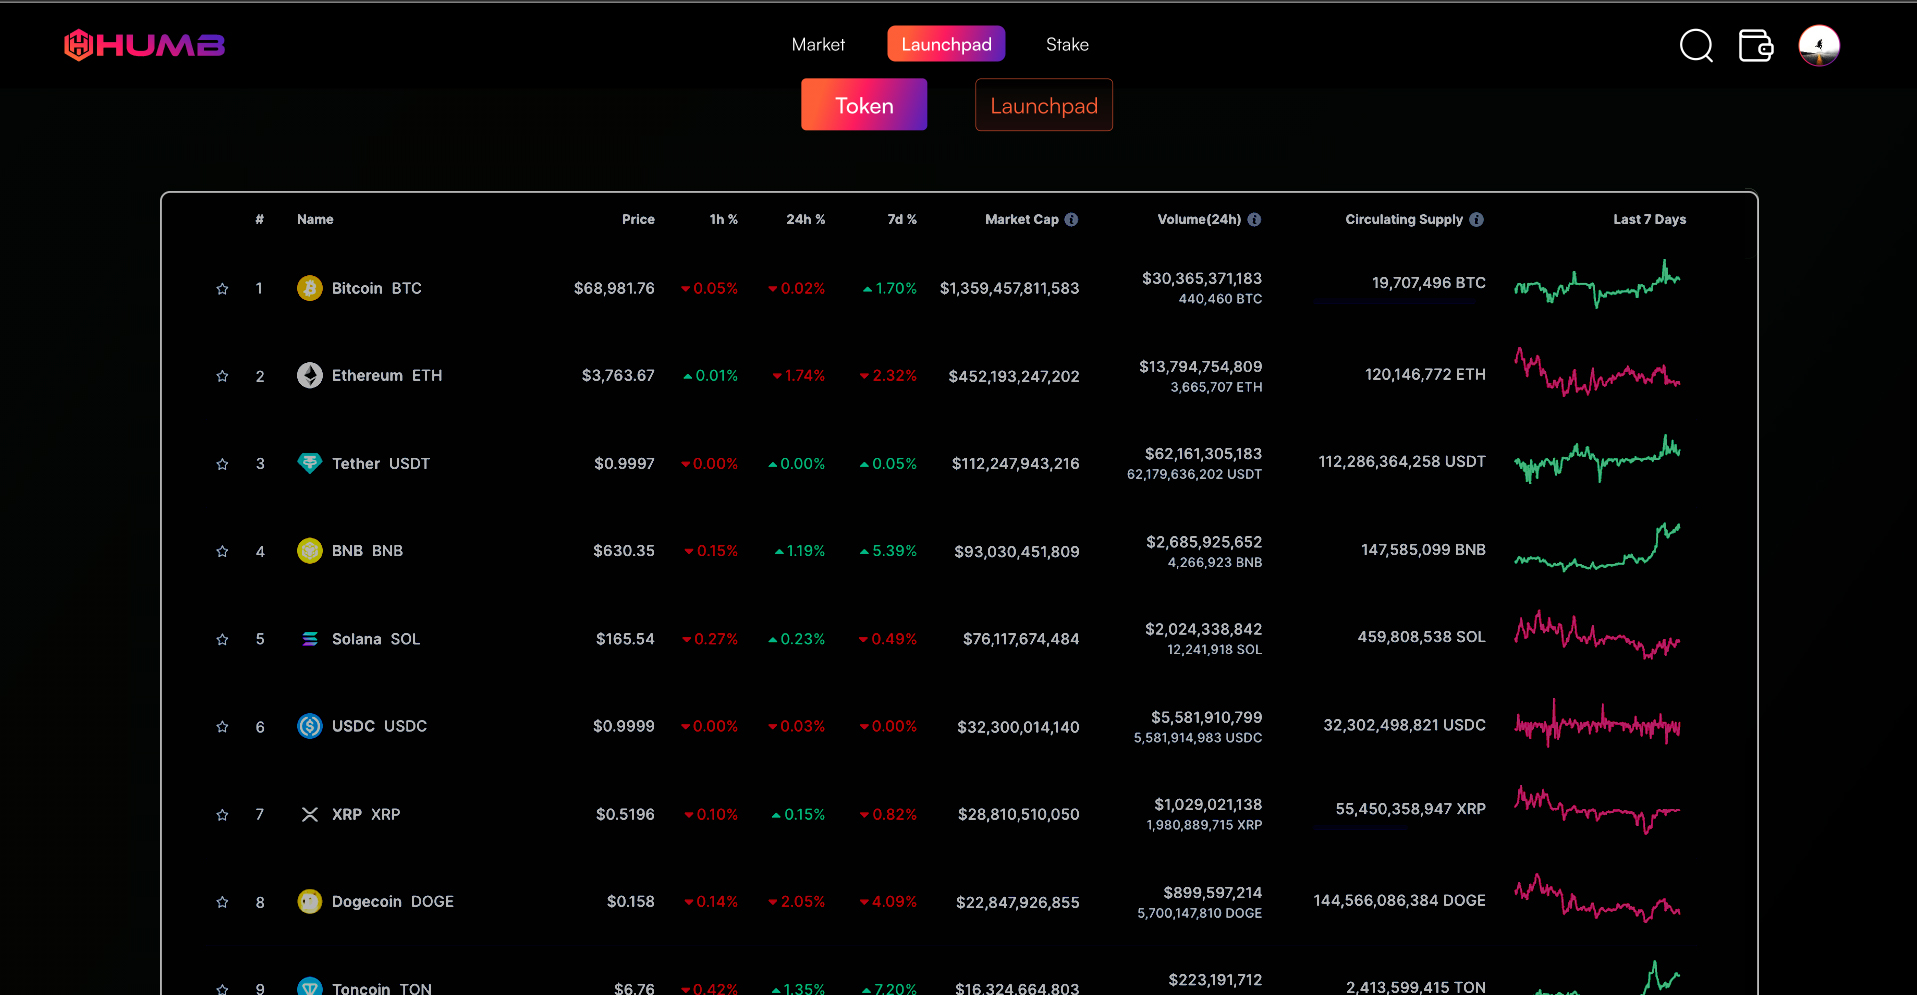 HUMB
Market Launchpad Stake
Token Launchpad
# Name Price 1h % 24h % 7d % Market Cap Volume(24h) Circulating Supply Last 7 Days
1 Bitcoin BTC $68,981.76 0.05% 0.02% 1.70% $1,359,457,811,583 $30,365,371,183 19,707,496 BTC
440,460 BTC
2 Ethereum ETH $3,763.67 0.01% 1.74% 2.32% $452,193,247,202 $13,794,754,809 120,146,772 ETH
3,665,707 ETH
3 Tether USDT $0.9997 0.00% 0.00% 0.05% $112,247,943,216 $62,161,305,183 112,286,364,258 USDT
62,179,636,202 USDT
4 BNB BNB $630.35 0.15% 1.19% 5.39% $93,030,451,809 $2,685,925,652 147,585,099 BNB
4,266,923 BNB
5 Solana SOL $165.54 0.27% 0.23% 0.49% $76,117,674,484 $2,024,338,842 459,808,538 SOL
12,241,918 SOL
6 USDC USDC $0.9999 0.00% 0.03% 0.00% $32,300,014,140 $5,581,910,799 32,302,498,821 USDC
5,581,914,983 USDC
7 XRP XRP $0.5196 0.10% 0.15% 0.82% $28,810,510,050 $1,029,021,138 55,450,358,947 XRP
1,980,889,715 XRP
8 Dogecoin DOGE $0.158 0.14% 2.05% 4.09% $22,847,926,855 $899,597,214 144,566,086,384 DOGE
5,700,147,810 DOGE
9 Toncoin TON $6.76 0.42% 1.35% 7.20% $16,324,664,803 $223,191,712 2,413,599,415 TON